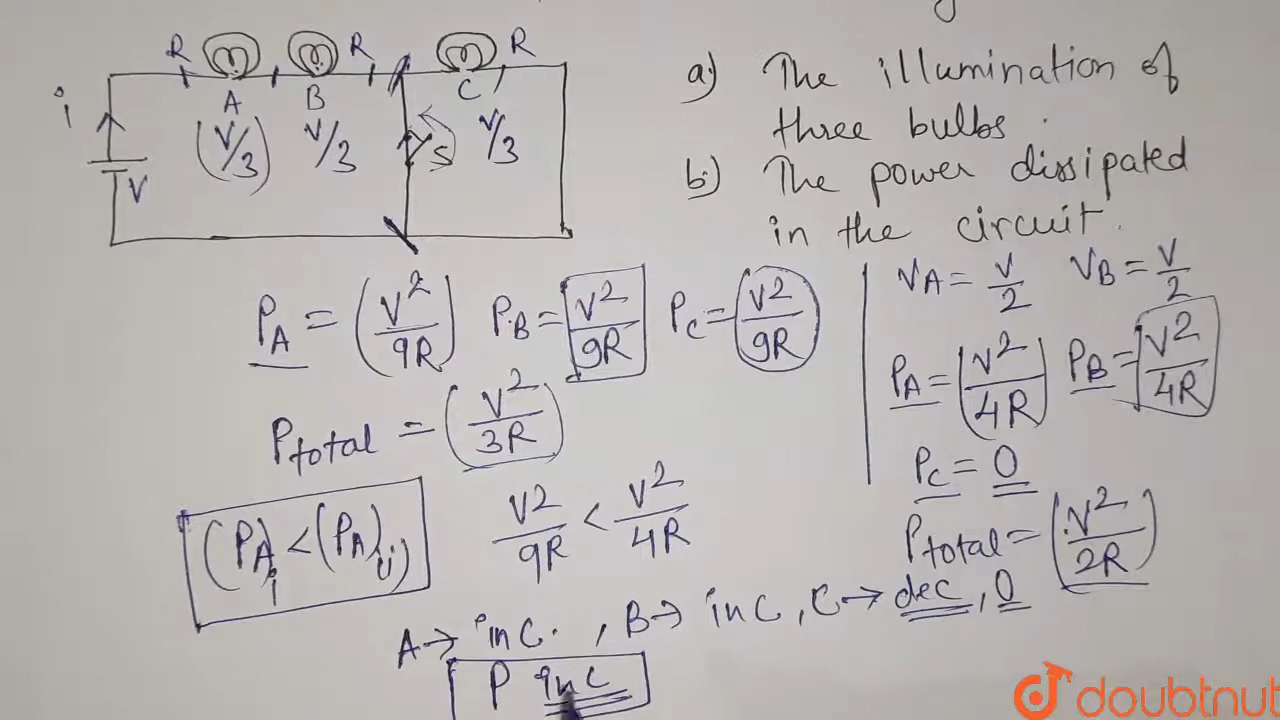 R R R
A B C
i (V/3) V/3 S V/3
V
a.) The illumination of
three bulbs.
b.) The power dissipated
in the circuit.
P_A = (V²/9R) P_B = V²/9R P_C = V²/9R
P_total = (V²/3R)
(P_A)_i < (P_A)_ii V²/9R < V²/4R
V_A = V/2 V_B = V/2
P_A = (V²/4R) P_B = V²/4R
P_C = 0
P_total = (V²/2R)
A → inc. , B → inc , C → dec , 0
P inc
doubtnut